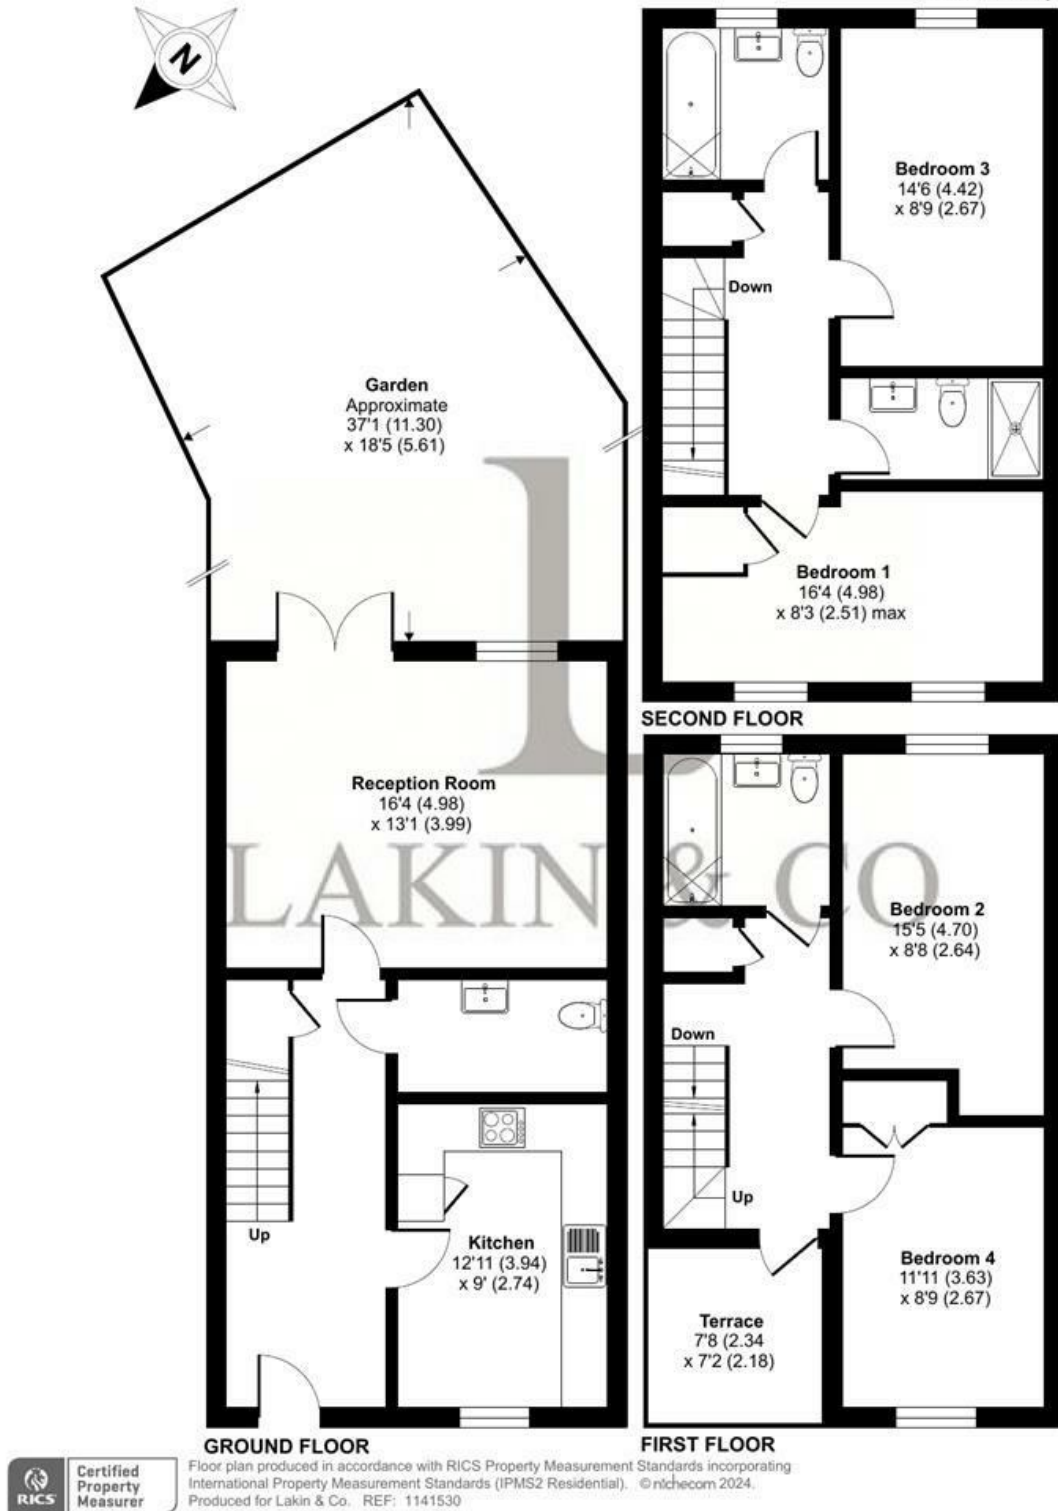 N
Garden
Approximate
37'1 (11.30)
x 18'5 (5.61)
Reception Room
16'4 (4.98)
x 13'1 (3.99)
Up
Kitchen
12'11 (3.94)
x 9' (2.74)
GROUND FLOOR
Bedroom 3
14'6 (4.42)
x 8'9 (2.67)
Down
Bedroom 1
16'4 (4.98)
x 8'3 (2.51) max
SECOND FLOOR
Bedroom 2
15'5 (4.70)
x 8'8 (2.64)
Down
Up
Bedroom 4
11'11 (3.63)
x 8'9 (2.67)
Terrace
7'8 (2.34
x 7'2 (2.18)
FIRST FLOOR
L
LAKIN & CO
RICS
Certified
Property
Measurer
Floor plan produced in accordance with RICS Property Measurement Standards incorporating
International Property Measurement Standards (IPMS2 Residential). ©nichecom 2024.
Produced for Lakin & Co. REF: 1141530